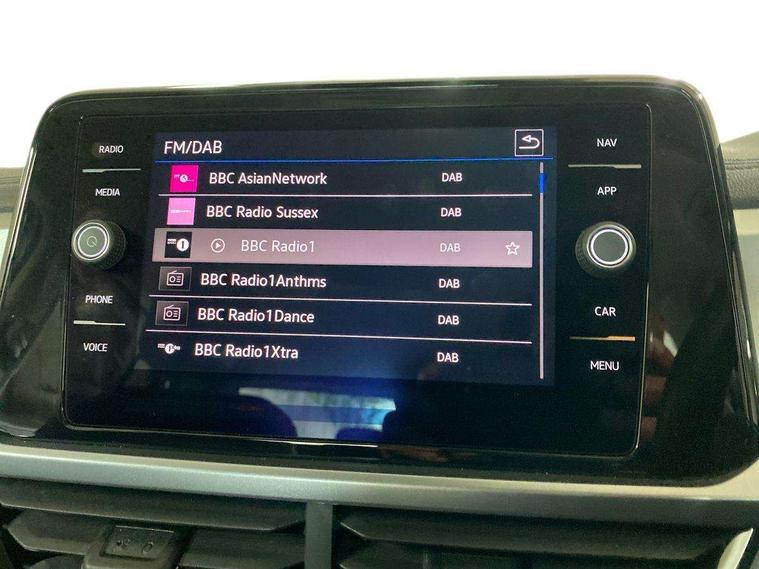 FM/DAB
RADIO
MEDIA
PHONE
VOICE
BBC AsianNetwork DAB
BBC Radio Sussex DAB
BBC Radio1 DAB
BBC Radio1Anthms DAB
BBC Radio1Dance DAB
BBC Radio1Xtra DAB
NAV
APP
CAR
MENU